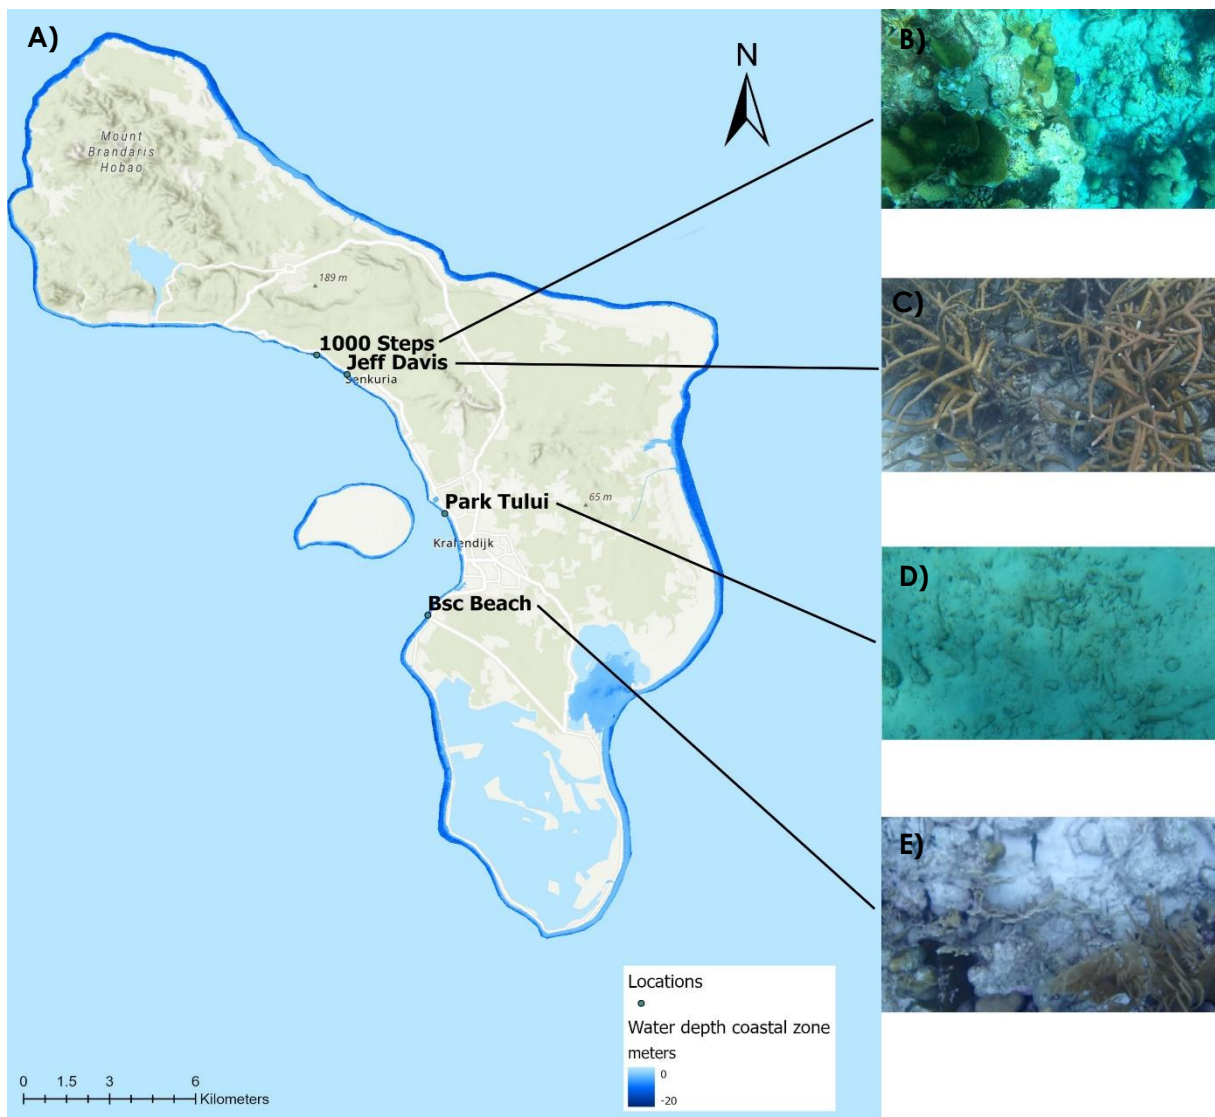 A)
N
B)
Mount
Brandaris
Hobao
189 m
1000 Steps
Jeff Davis
Senkuria
C)
Park Tului
65 m
Kralendijk
D)
Bsc Beach
E)
Locations
Water depth coastal zone
meters
0
-20
0 1.5 3 6
Kilometers